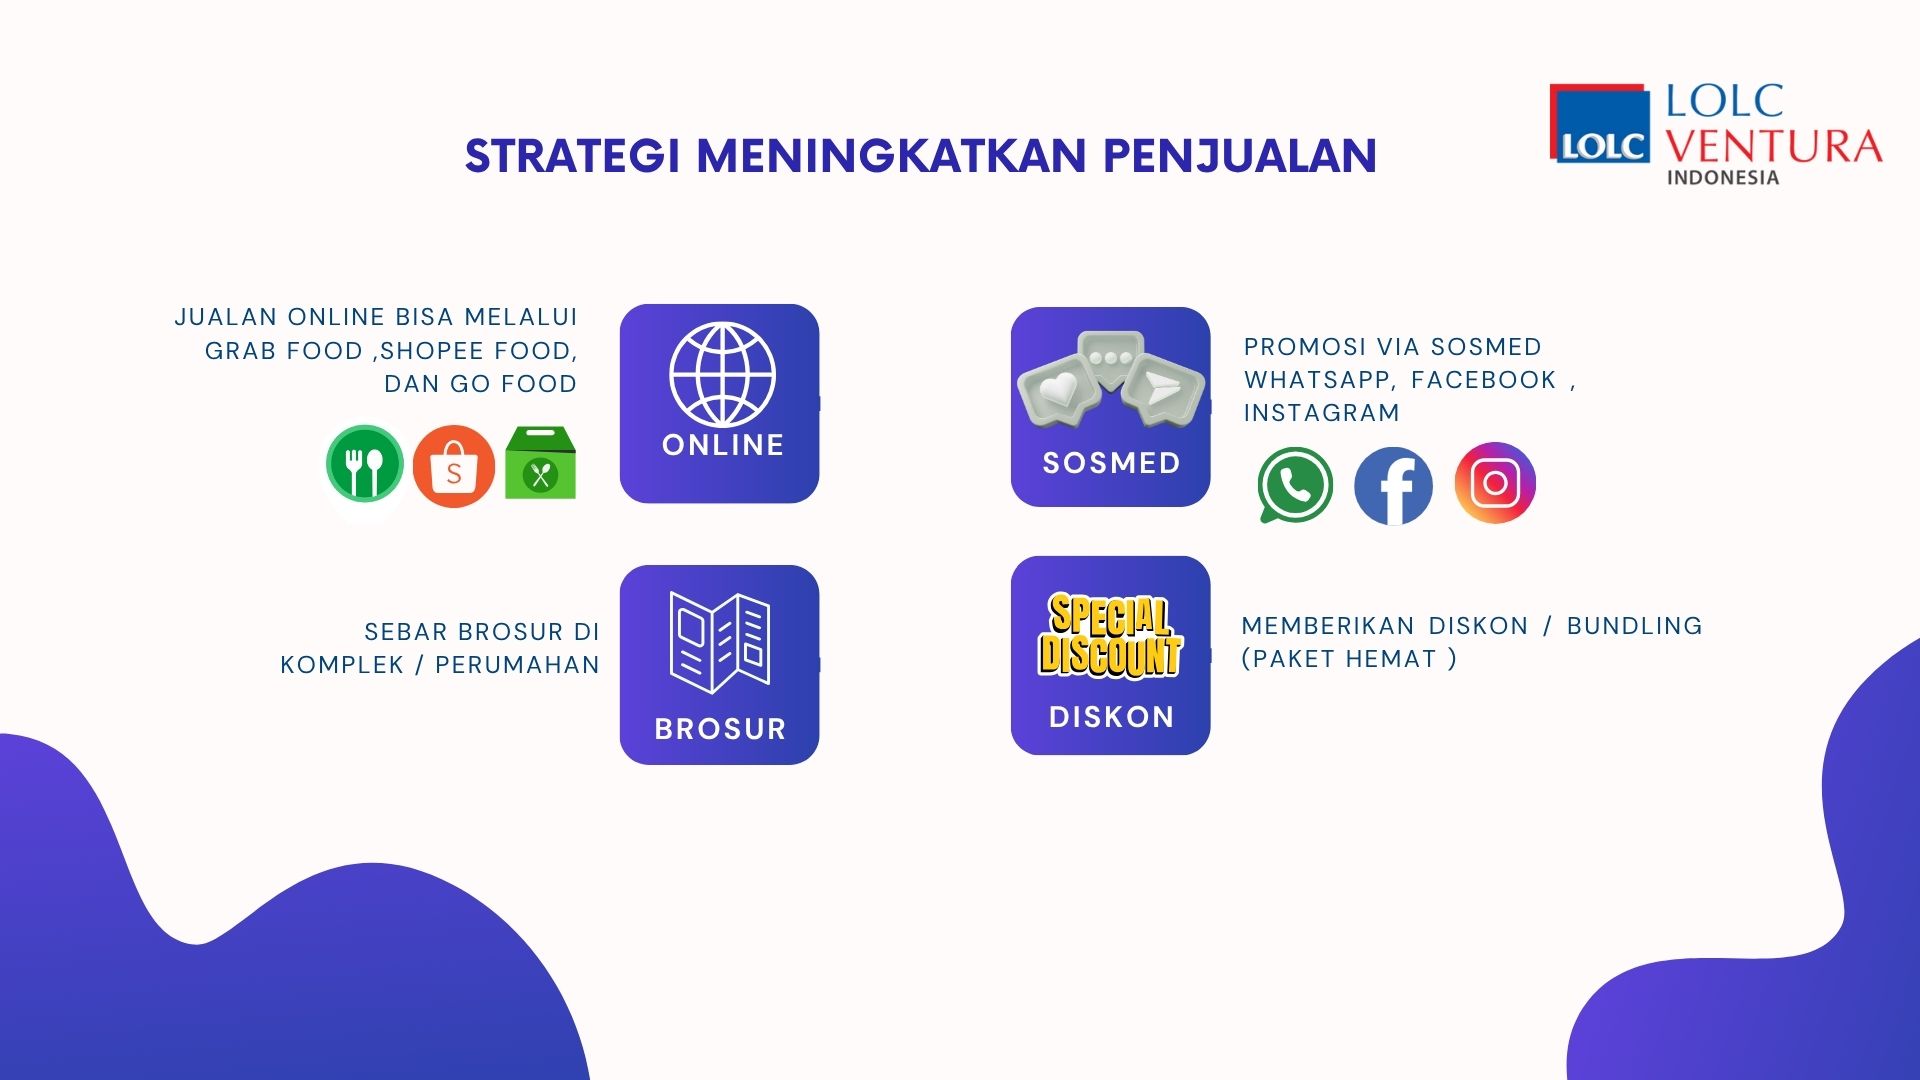 STRATEGI MENINGKATKAN PENJUALAN
LOLC
LOLC
VENTURA
INDONESIA
JUALAN ONLINE BISA MELALUI
GRAB FOOD ,SHOPEE FOOD,
DAN GO FOOD
S
ONLINE
SOSMED
PROMOSI VIA SOSMED
WHATSAPP, FACEBOOK ,
INSTAGRAM
f
SEBAR BROSUR DI
KOMPLEK / PERUMAHAN
BROSUR
SPECIAL
DISCOUNT
DISKON
MEMBERIKAN DISKON / BUNDLING
(PAKET HEMAT )